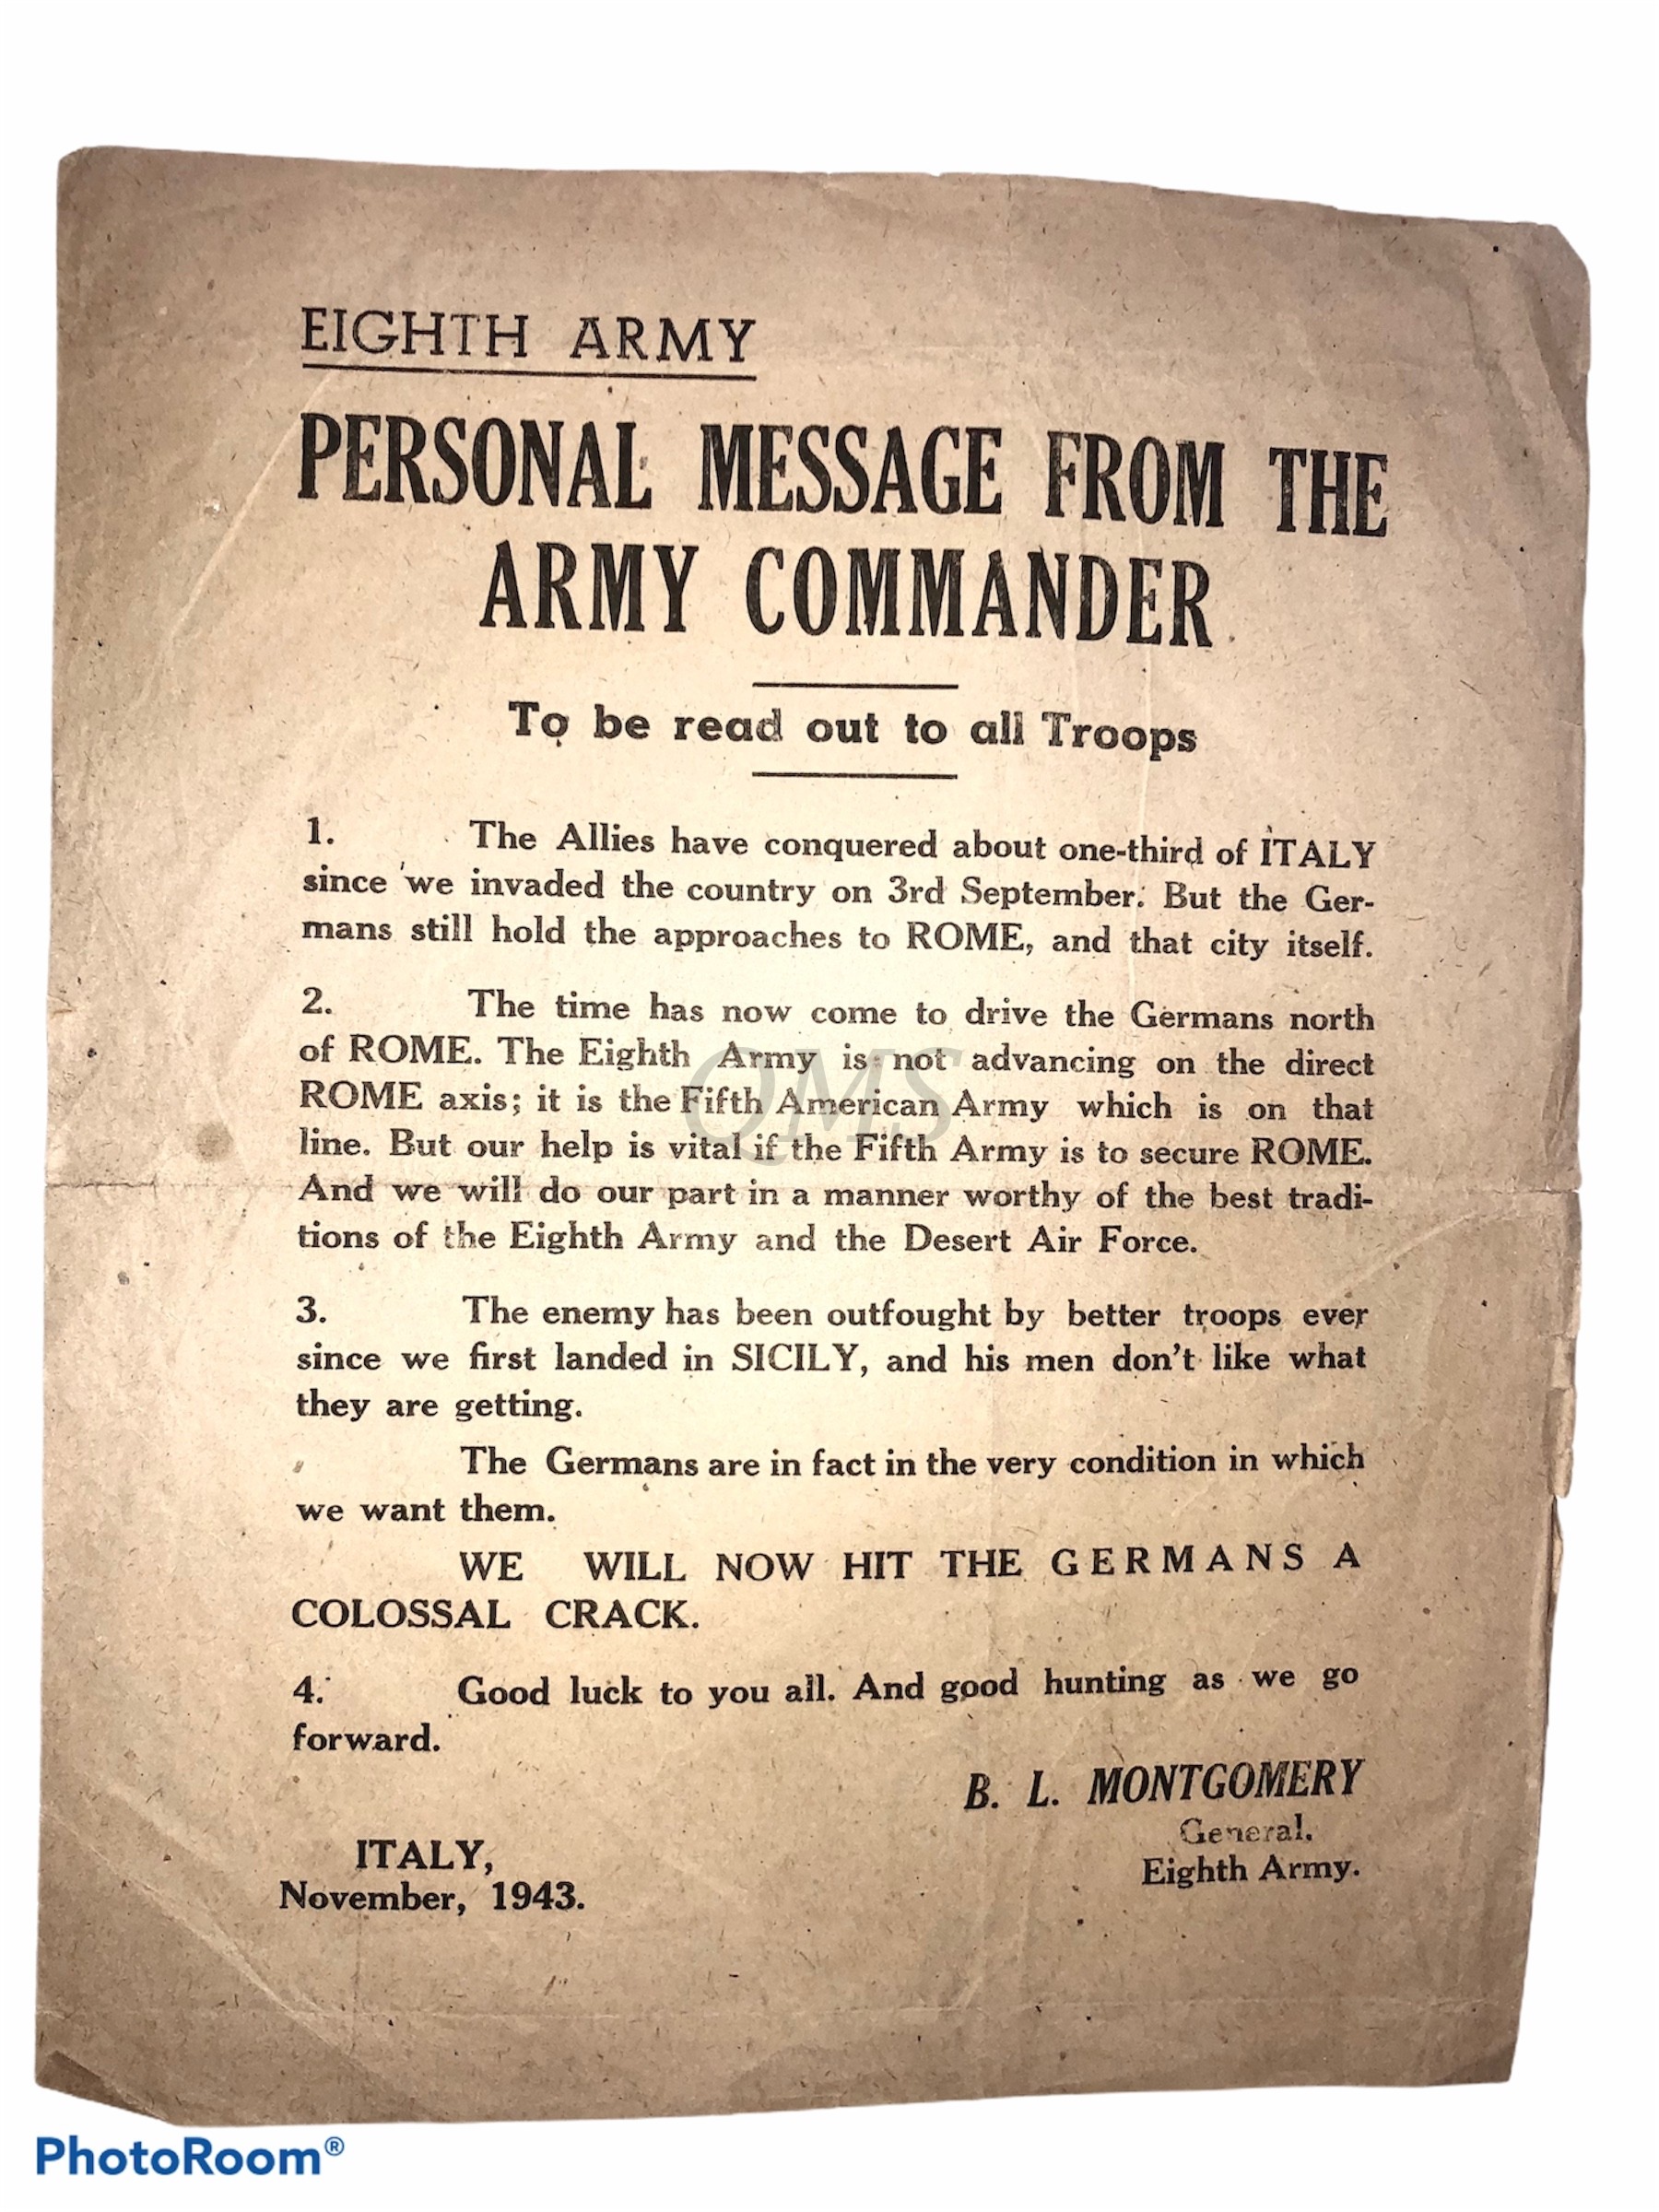 EIGHTH ARMY
PERSONAL MESSAGE FROM THE
ARMY COMMANDER
To be read out to all Troops
1. The Allies have conquered about one-third of ITALY
since we invaded the country on 3rd September. But the Ger-
mans still hold the approaches to ROME, and that city itself.
2. The time has now come to drive the Germans north
of ROME. The Eighth Army is not advancing on the direct
ROME axis; it is the Fifth American Army which is on that
line. But our help is vital if the Fifth Army is to secure ROME.
And we will do our part in a manner worthy of the best tradi-
tions of the Eighth Army and the Desert Air Force.
QMS
3. The enemy has been outfought by better troops ever
since we first landed in SICILY, and his men don't like what
they are getting.
The Germans are in fact in the very condition in which
we want them.
WE WILL NOW HIT THE GERMANS A
COLOSSAL CRACK.
4. Good luck to you all. And good hunting as we go
forward.
B. L. MONTGOMERY
General,
Eighth Army.
ITALY,
November, 1943.
PhotoRoom®